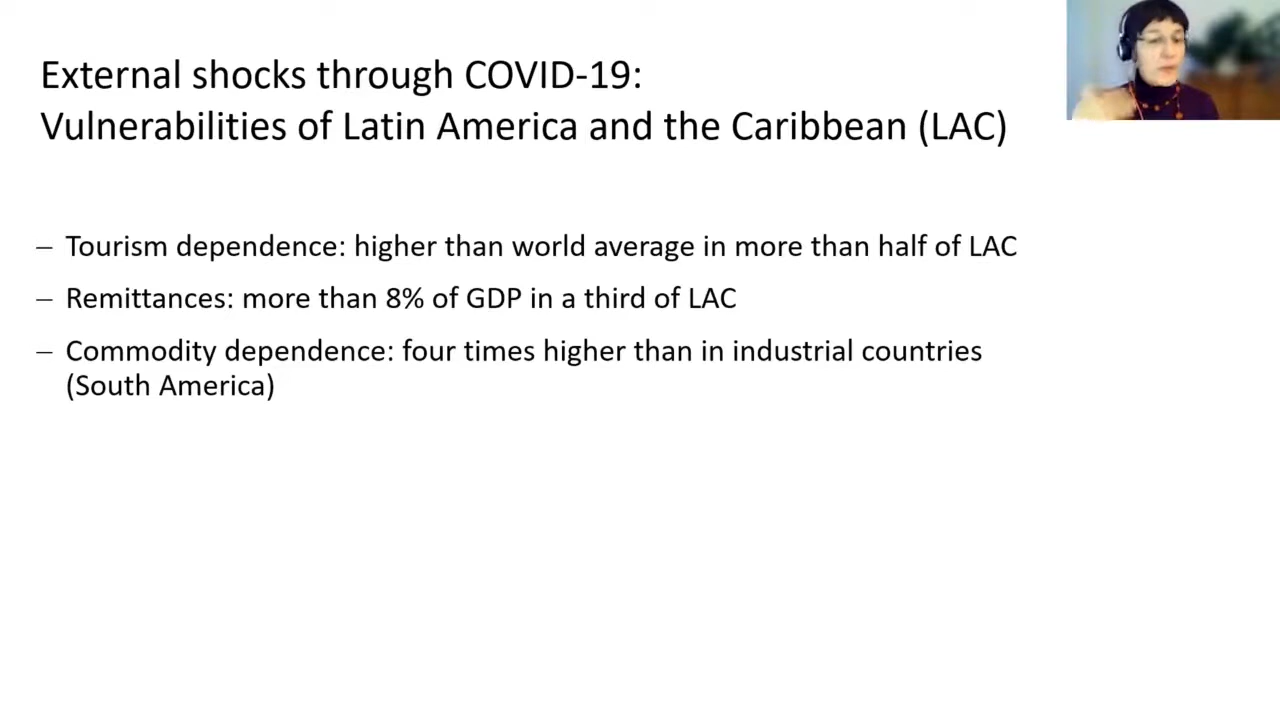 External shocks through COVID-19:
Vulnerabilities of Latin America and the Caribbean (LAC)
– Tourism dependence: higher than world average in more than half of LAC
– Remittances: more than 8% of GDP in a third of LAC
– Commodity dependence: four times higher than in industrial countries
(South America)